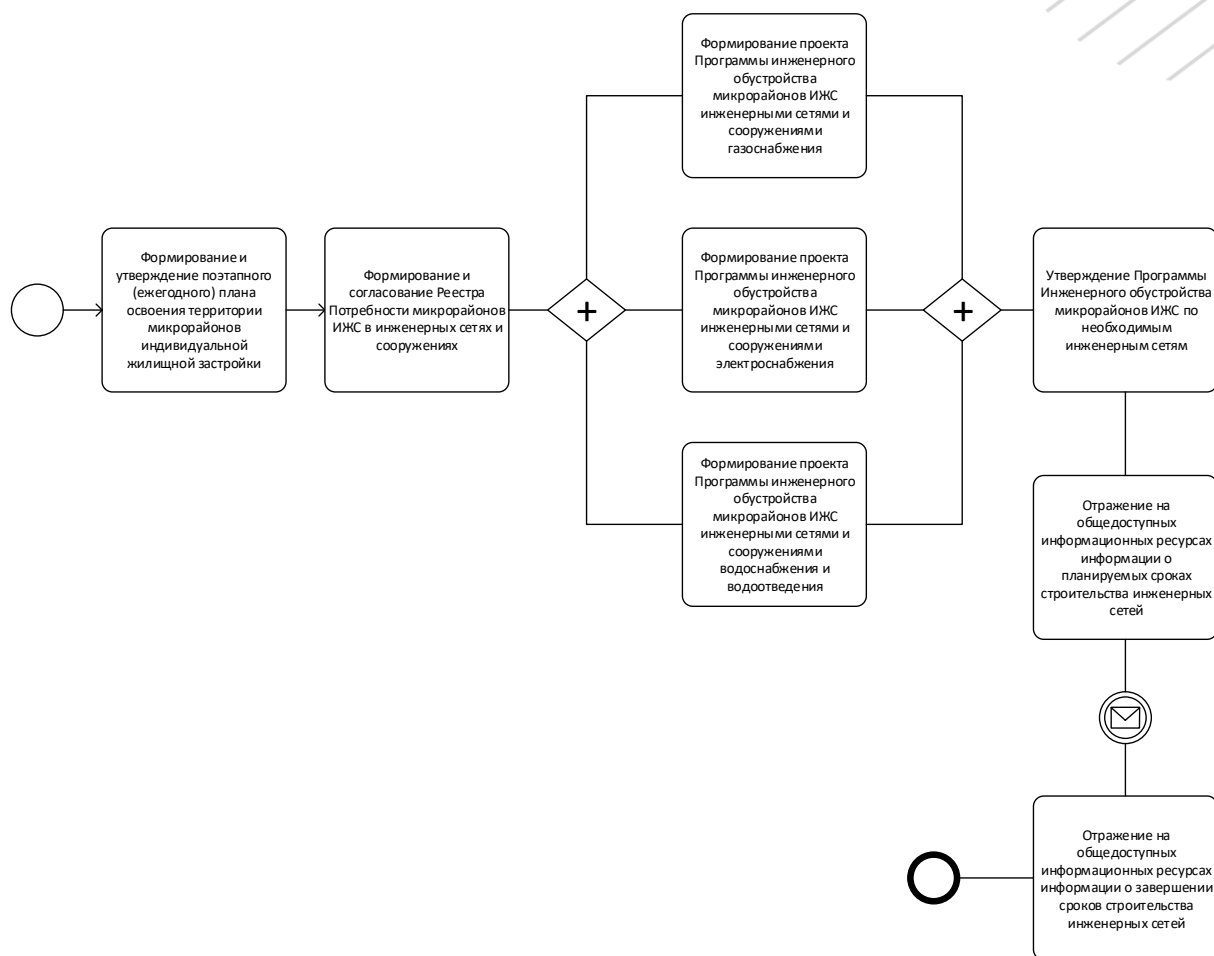 Формирование и
утверждение поэтапного
(ежегодного) плана
освоения территории
микрорайонов
индивидуальной
жилищной застройки
Формирование и
согласование Реестра
Потребности микрорайонов
ИЖС в инженерных сетях и
сооружениях
Формирование проекта
Программы инженерного
обустройства
микрорайонов ИЖС
инженерными сетями и
сооружениями
газоснабжения
Формирование проекта
Программы инженерного
обустройства
микрорайонов ИЖС
инженерными сетями и
сооружениями
электроснабжения
Формирование проекта
Программы инженерного
обустройства
микрорайонов ИЖС
инженерными сетями и
сооружениями
водоснабжения и
водоотведения
Утверждение Программы
Инженерного обустройства
микрорайонов ИЖС по
необходимым
инженерным сетям
Отражение на
общедоступных
информационных ресурсах
информации о
планируемых сроках
строительства инженерных
сетей
Отражение на
общедоступных
информационных ресурсах
информации о завершении
сроков строительства
инженерных сетей